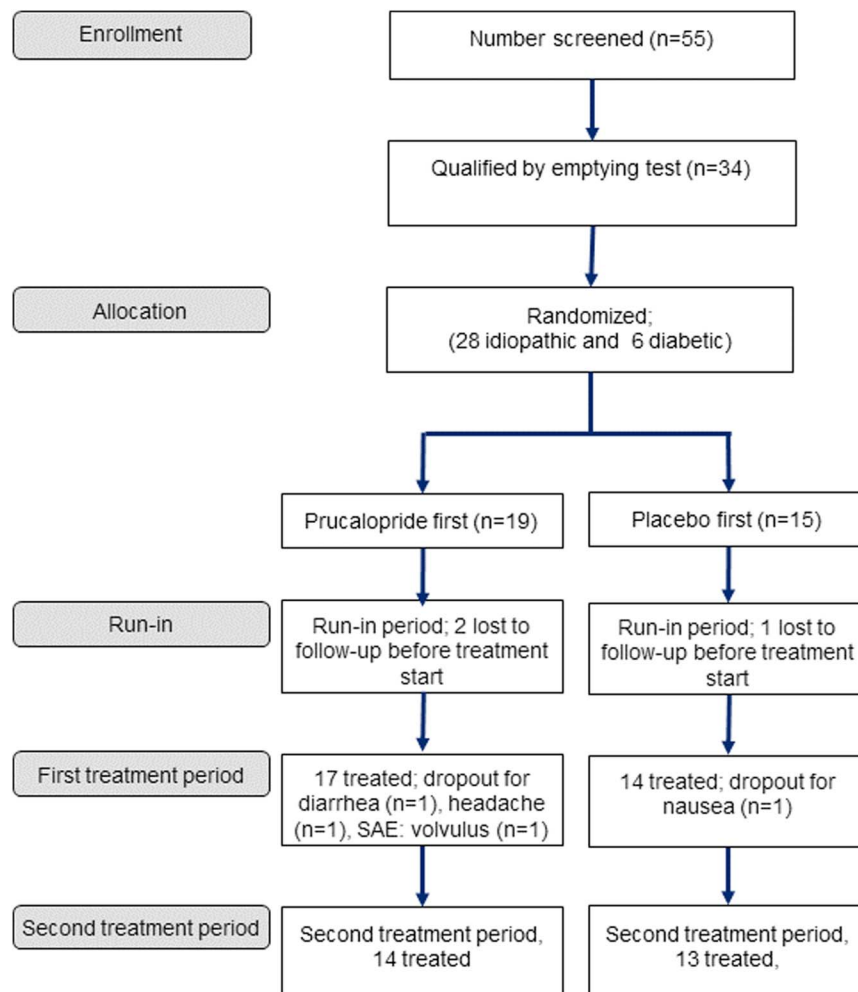 Enrollment
Number screened (n=55)
Qualified by emptying test (n=34)
Allocation
Randomized;
(28 idiopathic and 6 diabetic)
Prucalopride first (n=19)
Placebo first (n=15)
Run-in
Run-in period; 2 lost to
follow-up before treatment
start
Run-in period; 1 lost to
follow-up before treatment
start
First treatment period
17 treated; dropout for
diarrhea (n=1), headache
(n=1), SAE: volvulus (n=1)
14 treated; dropout for
nausea (n=1)
Second treatment period
Second treatment period,
14 treated
Second treatment period,
13 treated,